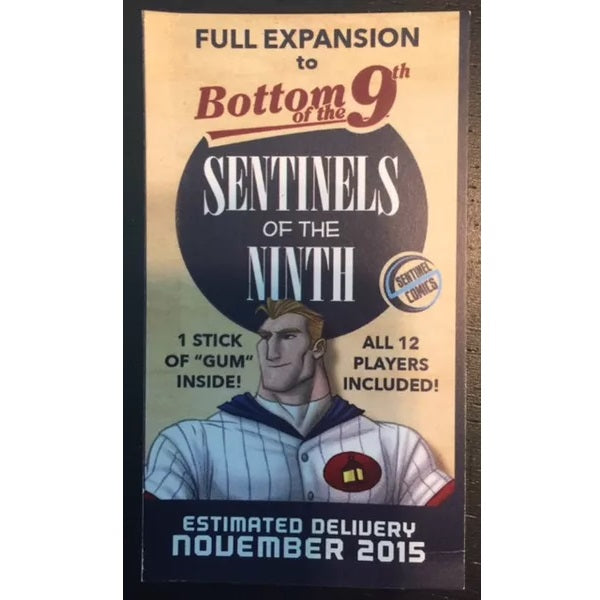 FULL EXPANSION
to
Bottom
of the 9th
SENTINELS
OF THE
NINTH
SENTINEL
COMICS
1 STICK
OF "GUM"
INSIDE!
ALL 12
PLAYERS
INCLUDED!
ESTIMATED DELIVERY
NOVEMBER 2015